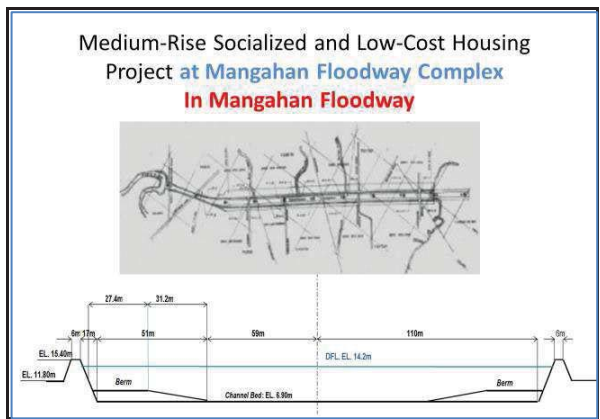 Medium-Rise Socialized and Low-Cost Housing
Project at Mangahan Floodway Complex
In Mangahan Floodway
27.4m 31.2m
6m 17m 51m 59m 110m 6m
EL. 15.40m
DFL. EL. 14.2m
EL. 11.80m
Berm Berm
Channel Bed: EL. 6.90m